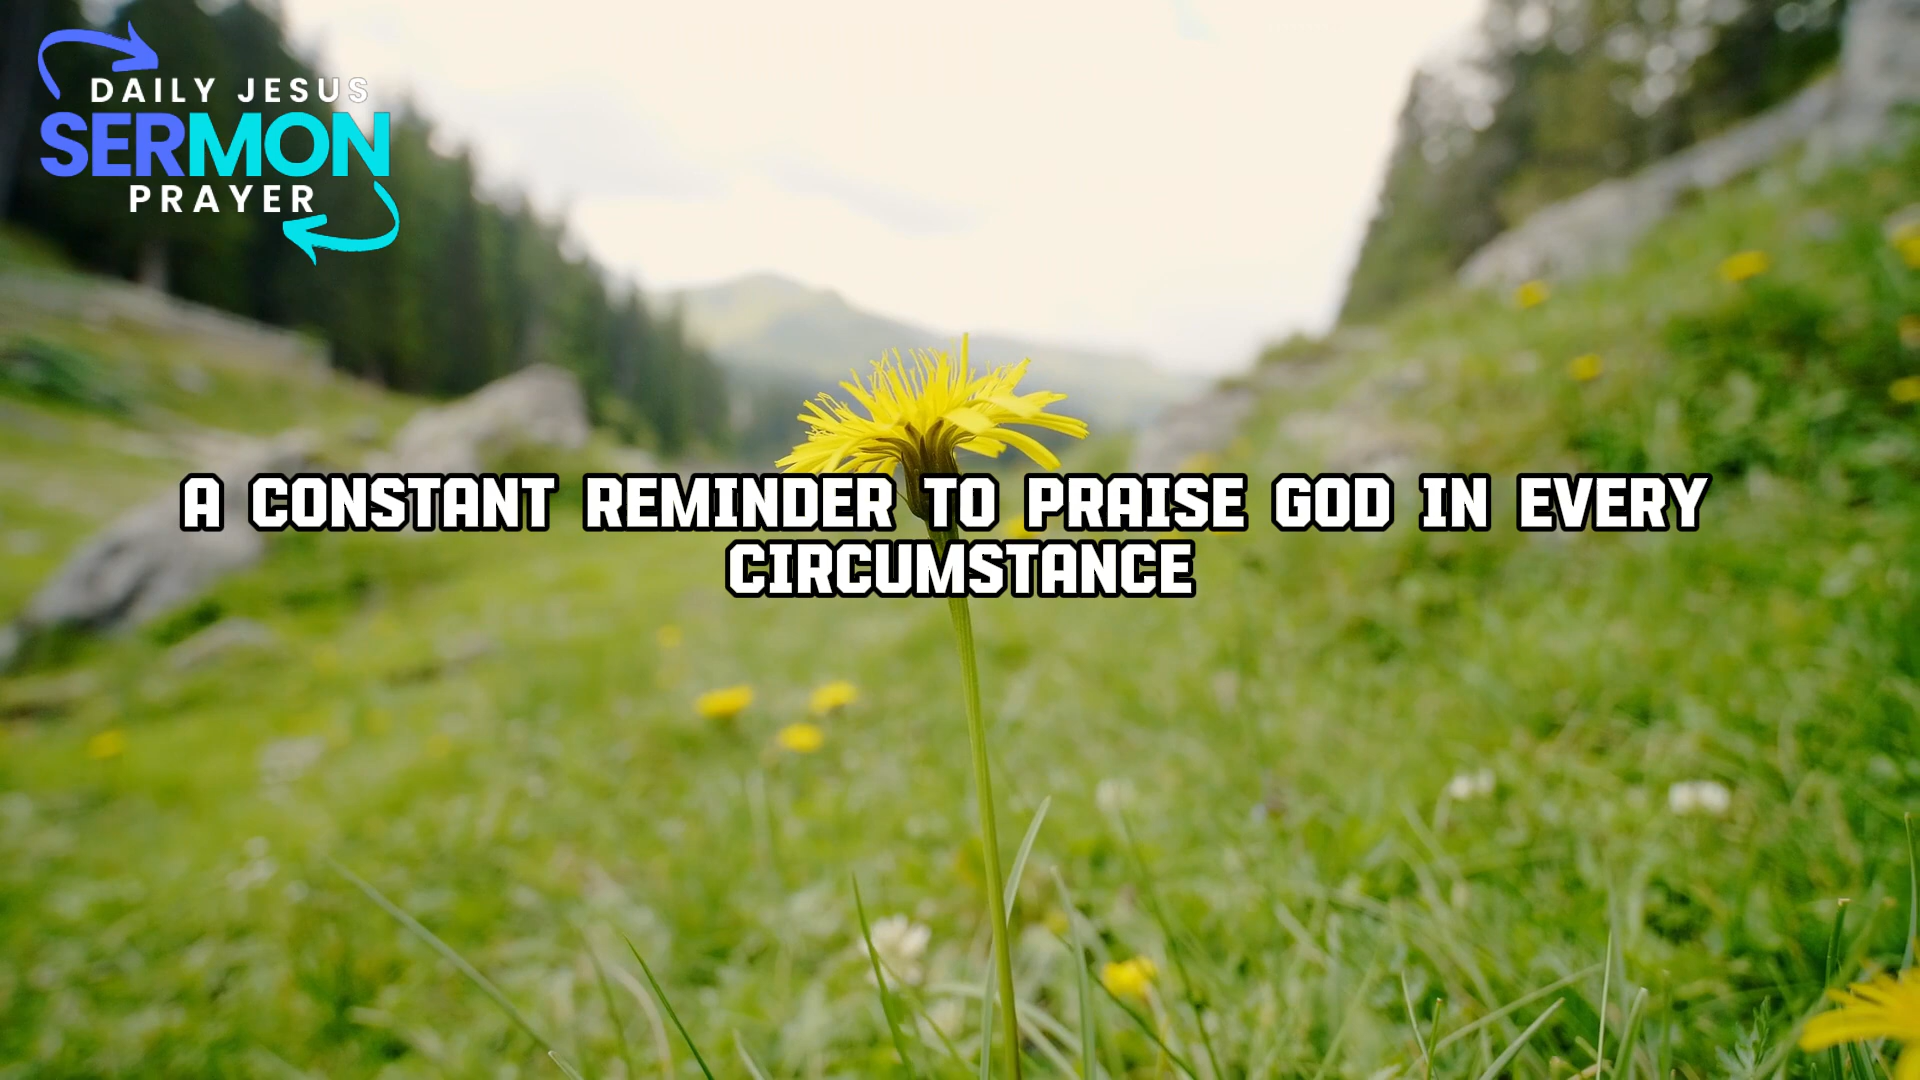 DAILY JESUS
SERMON
PRAYER
A CONSTANT REMINDER TO PRAISE GOD IN EVERY
CIRCUMSTANCE